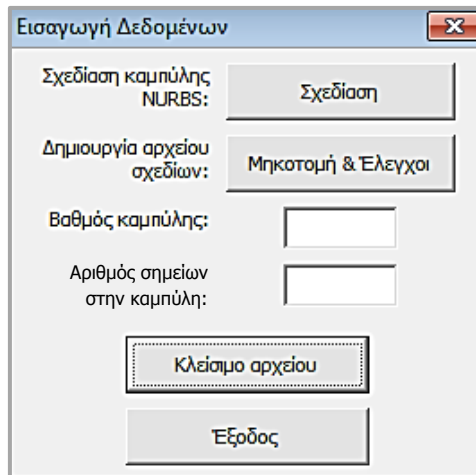 Εισαγωγή Δεδομένων
Σχεδίαση καμπύλης
NURBS:
Σχεδίαση
Δημιουργία αρχείου
σχεδίων:
Μηκοτομή & Έλεγχοι
Βαθμός καμπύλης:
Αριθμός σημείων
στην καμπύλη:
Κλείσιμο αρχείου
Έξοδος